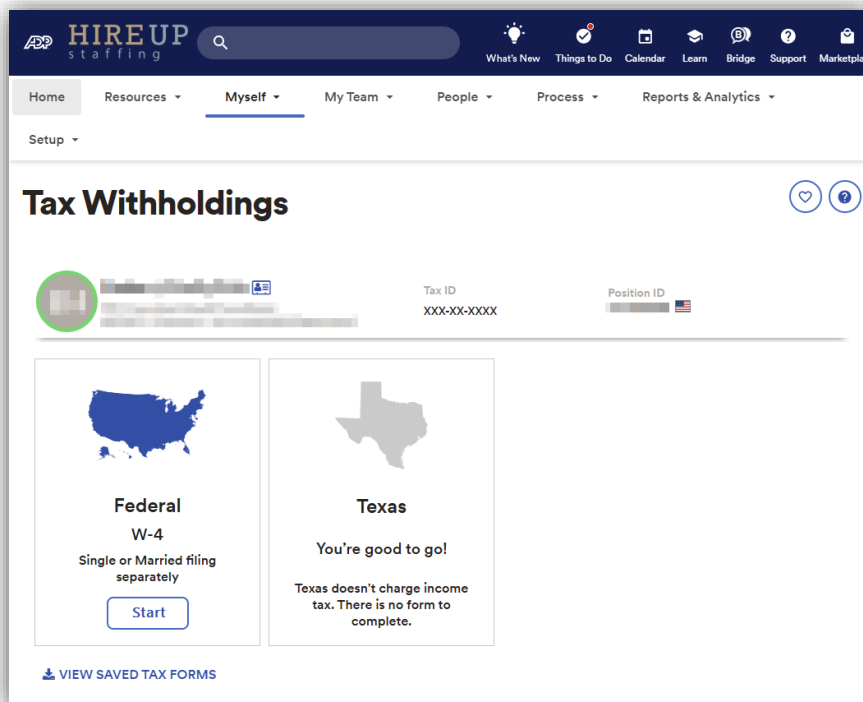 ADP HIREUP
staffing
What's New Things to Do Calendar Learn Bridge Support Marketpla
Home Resources Myself My Team People Process Reports & Analytics
Setup
Tax Withholdings
Tax ID Position ID
XXX-XX-XXXX
Federal
W-4
Single or Married filing
separately
Start
Texas
You're good to go!
Texas doesn't charge income
tax. There is no form to
complete.
VIEW SAVED TAX FORMS